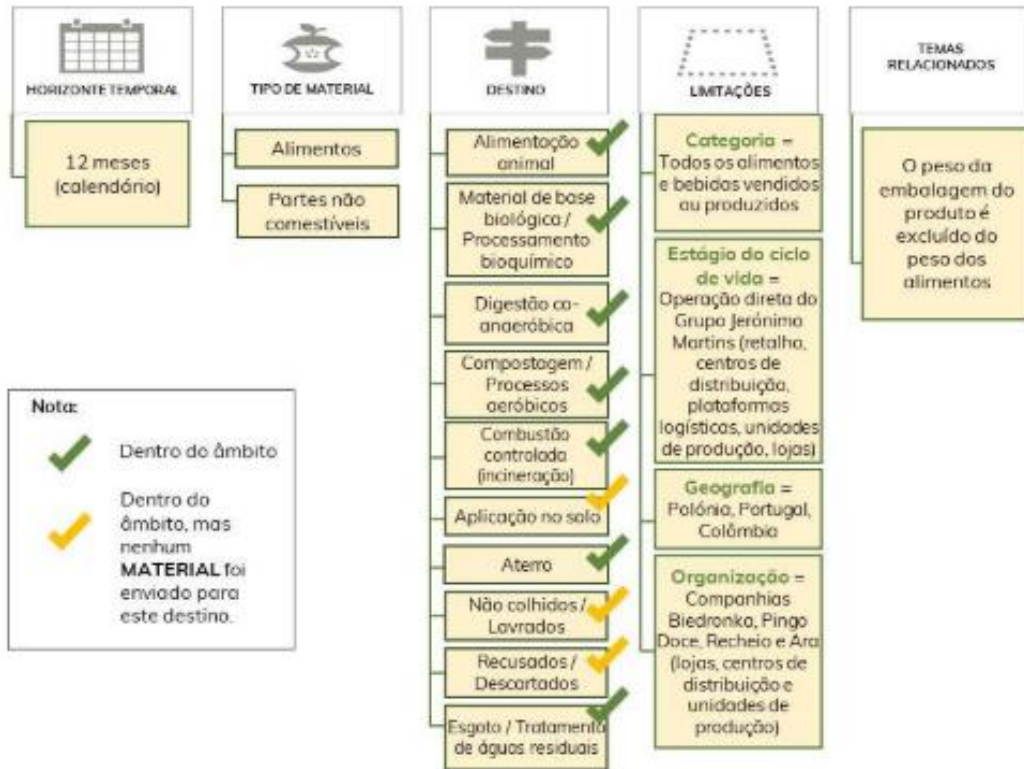 HORIZONTE TEMPORAL
12 meses
(calendário)
TIPO DE MATERIAL
Alimentos
Partes não
comestíveis
DESTINO
Alimentação
animal
Material de base
biológica /
Processamento
bioquímico
Digestão co-
anaeróbica
Compostagem /
Processos
aeróbicos
Combustão
controlada
(incineração)
Aplicação no solo
Aterro
Não colhidos /
Lavrados
Recusados /
Descartados
Esgoto / Tratamento
de águas residuais
LIMITAÇÕES
Categoria =
Todos os alimentos
e bebidas vendidos
ou produzidos
Estágio do ciclo
de vida =
Operação direta do
Grupo Jerónimo
Martins (retalho,
centros de
distribuição,
plataformas
logísticas, unidades
de produção, lojas)
Geografia =
Polónia, Portugal,
Colômbia
Organização =
Companhias
Biedronka, Pingo
Doce, Recheio e Ara
(lojas, centros de
distribuição e
unidades de
produção)
TEMAS
RELACIONADOS
O peso da
embalagem do
produto é
excluído do
peso dos
alimentos
Nota:
Dentro do âmbito
Dentro do
âmbito, mas
nenhum
MATERIAL foi
enviado para
este destino.